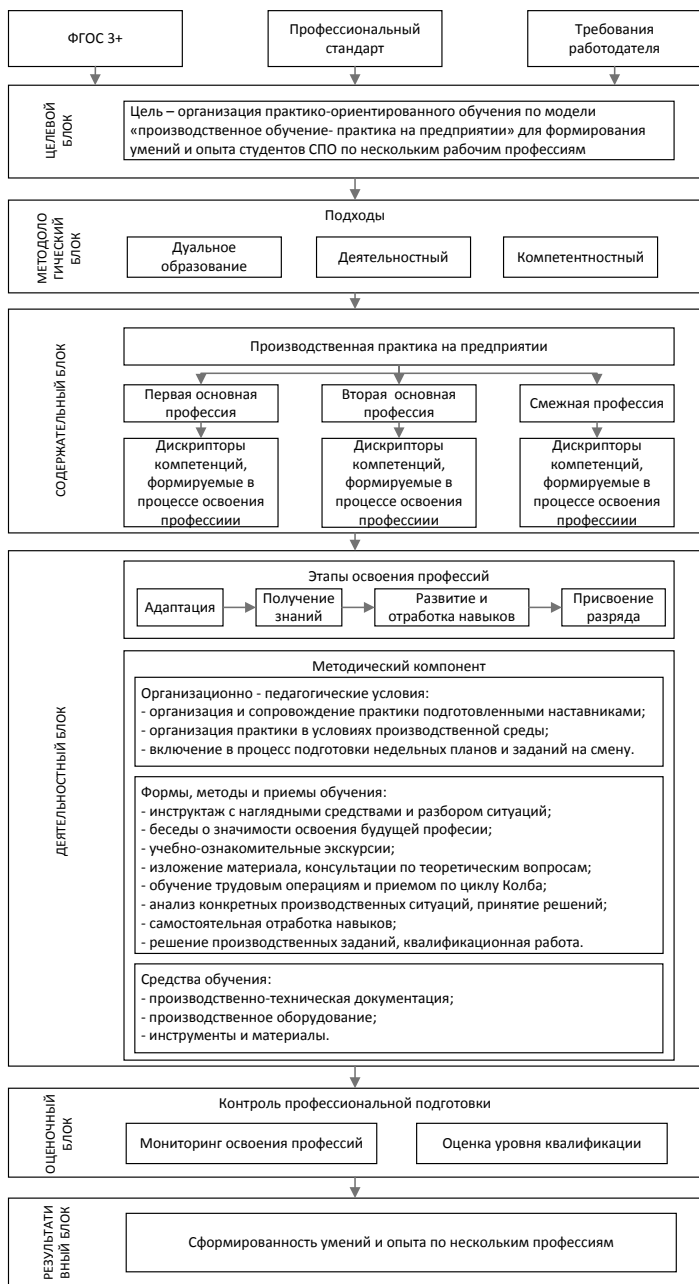 ФГОС 3+
Профессиональный
стандарт
Требования
работодателя
ЦЕЛЕВОЙ
БЛОК
Цель – организация практико-ориентированного обучения по модели
«производственное обучение- практика на предприятии» для формирования
умений и опыта студентов СПО по нескольким рабочим профессиям
МЕТОДОЛО
ГИЧЕСКИЙ
БЛОК
Подходы
Дуальное
образование
Деятельностный
Компетентностный
СОДЕРЖАТЕЛЬНЫЙ БЛОК
Производственная практика на предприятии
Первая основная
профессия
Вторая основная
профессия
Смежная профессия
Дискрипторы
компетенций,
формируемые в
процессе освоения
профессиии
Дискрипторы
компетенций,
формируемые в
процессе освоения
профессиии
Дискрипторы
компетенций,
формируемые в
процессе освоения
профессиии
ДЕЯТЕЛЬНОСТНЫЙ БЛОК
Этапы освоения профессий
Адаптация
Получение
знаний
Развитие и
отработка навыков
Присвоение
разряда
Методический компонент
Организационно - педагогические условия:
- организация и сопровождение практики подготовленными наставниками;
- организация практики в условиях производственной среды;
- включение в процесс подготовки недельных планов и заданий на смену.
Формы, методы и приемы обучения:
- инструктаж с наглядными средствами и разбором ситуаций;
- беседы о значимости освоения будущей професии;
- учебно-ознакомительные экскурсии;
- изложение материала, консультации по теоретическим вопросам;
- обучение трудовым операциям и приемом по циклу Колба;
- анализ конкретных производственных ситуаций, принятие решений;
- самостоятельная отработка навыков;
- решение производственных заданий, квалификационная работа.
Средства обучения:
- производственно-техническая документация;
- производственное оборудование;
- инструменты и материалы.
ОЦЕНОЧНЫЙ
БЛОК
Контроль профессиональной подготовки
Мониторинг освоения профессий
Оценка уровня квалификации
РЕЗУЛЬТАТИ
ВНЫЙ БЛОК
Сформированность умений и опыта по нескольким профессиям